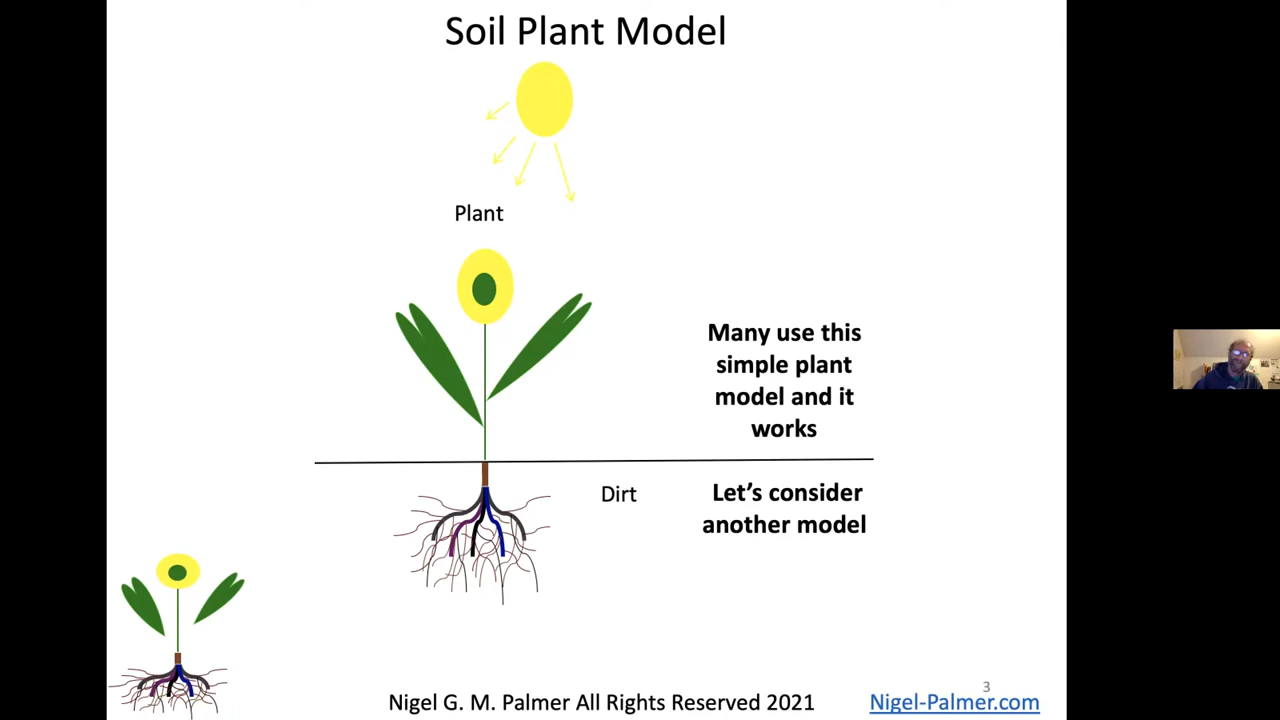 Soil Plant Model
Plant
Many use this
simple plant
model and it
works
Dirt
Let’s consider
another model
3
Nigel G. M. Palmer All Rights Reserved 2021
Nigel-Palmer.com